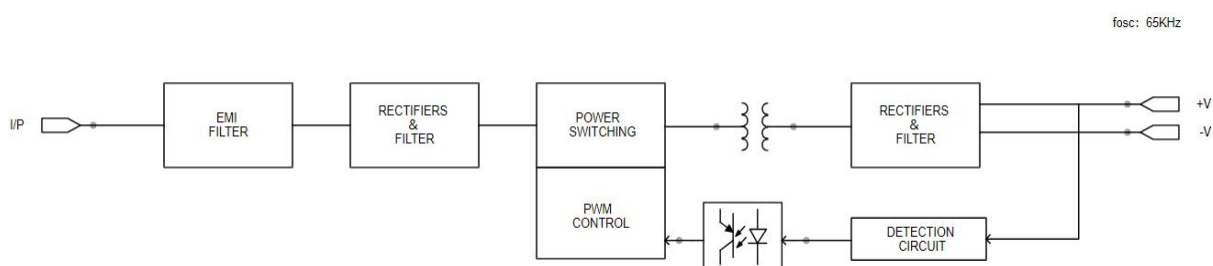 fosc: 65KHz
I/P
EMI
FILTER
RECTIFIERS
&
FILTER
POWER
SWITCHING
RECTIFIERS
&
FILTER
+V
-V
PWM
CONTROL
DETECTION
CIRCUIT